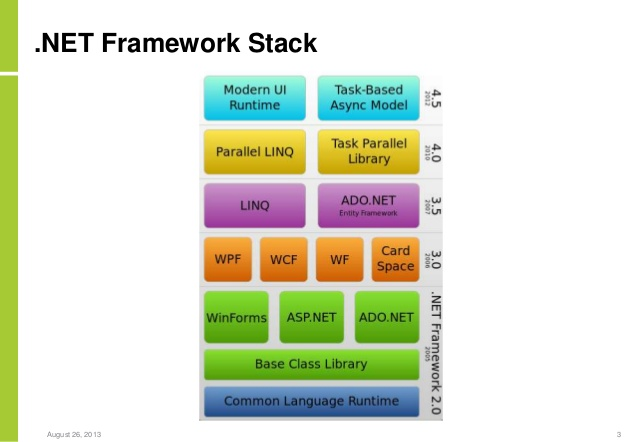 .NET Framework Stack
Modern UI
Runtime
Task-Based
Async Model
4.5
2012
Parallel LINQ
Task Parallel
Library
4.0
2010
LINQ
ADO.NET
Entity Framework
3.5
2007
WPF
WCF
WF
Card
Space
3.0
2006
WinForms
ASP.NET
ADO.NET
Base Class Library
Common Language Runtime
.NET Framework 2.0
2005
August 26, 2013
3